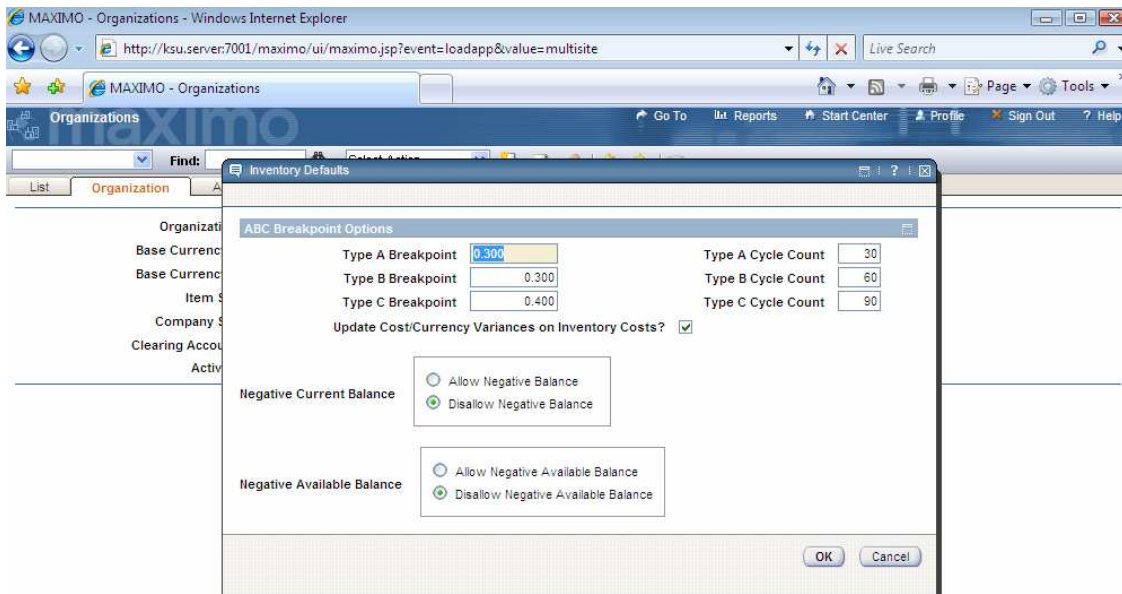 MAXIMO - Organizations - Windows Internet Explorer
http://ksu.server:7001/maximo/ui/maximo.jsp?event=loadapp&value=multisite Live Search
MAXIMO - Organizations Page Tools
maximo
Organizations Go To Reports Start Center Profile Sign Out ? Help
Find: Select Action
Inventory Defaults ?
List Organization A
Organizati
Base Currenc
Base Currenc
Item S
Company S
Clearing Accou
Activ
ABC Breakpoint Options
Type A Breakpoint 0.300 Type A Cycle Count 30
Type B Breakpoint 0.300 Type B Cycle Count 60
Type C Breakpoint 0.400 Type C Cycle Count 90
Update Cost/Currency Variances on Inventory Costs?
Negative Current Balance
Allow Negative Balance
Disallow Negative Balance
Negative Available Balance
Allow Negative Available Balance
Disallow Negative Available Balance
OK Cancel